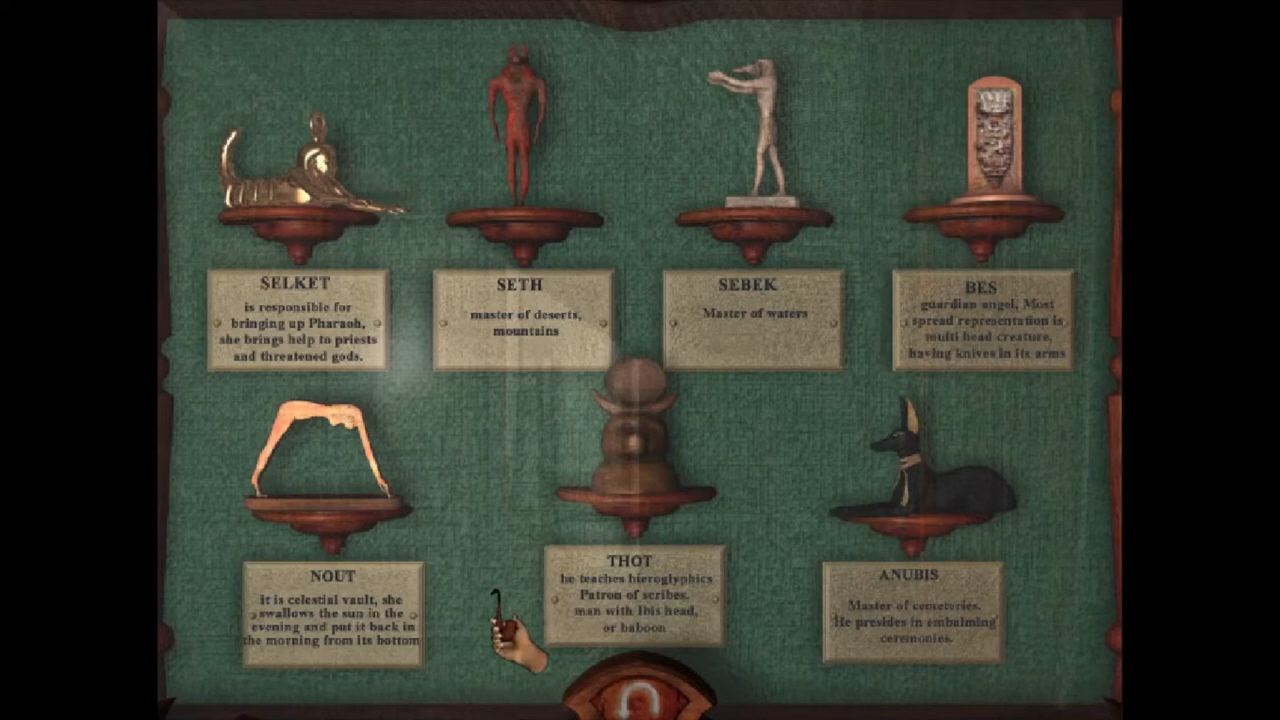 SELKET
is responsible for
bringing up Pharaoh,
she brings help to priests
and threatened gods.
SETH
master of deserts,
mountains
SEBEK
Master of waters
BES
guardian angel, Most
spread representation is
multi head creature,
having knives in its arms
NOUT
it is celestial vault, she
swallows the sun in the
evening and put it back in
the morning from its bottom
THOT
he teaches hieroglyphics
Patron of scribes.
man with Ibis head,
or baboon
ANUBIS
Master of cemeteries.
He presides in embalming
ceremonies.